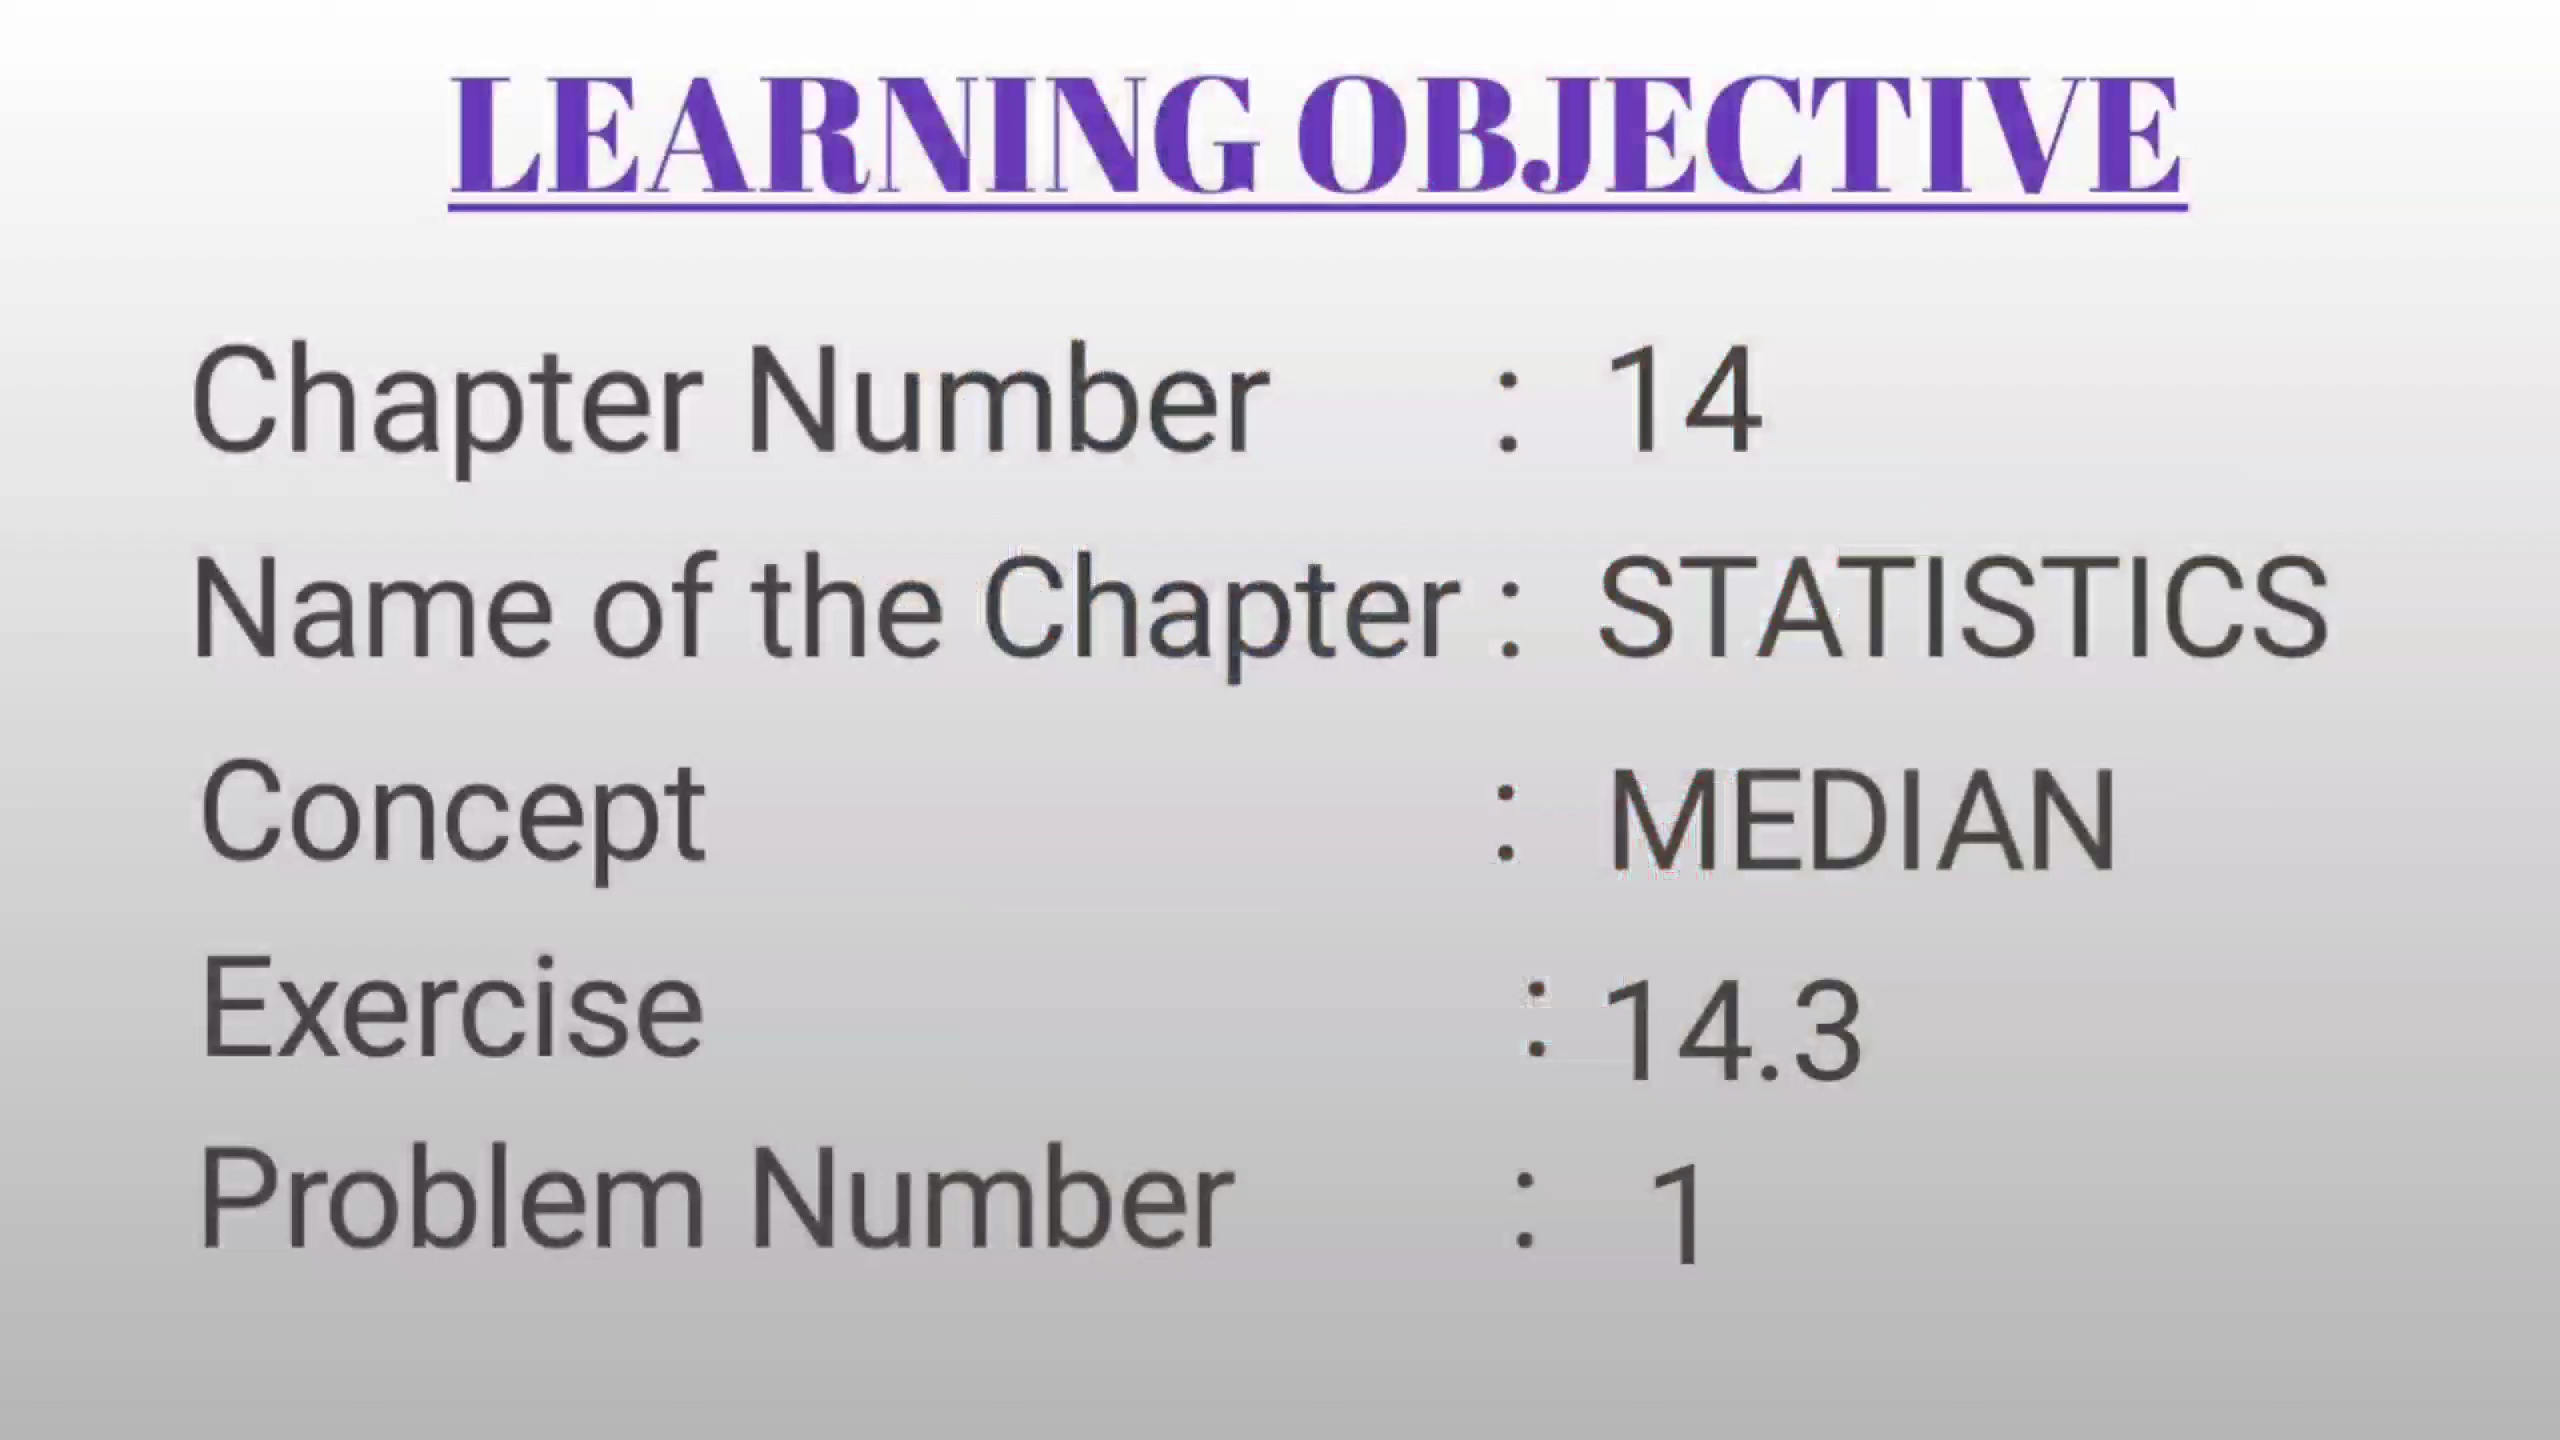 LEARNING OBJECTIVE
Chapter Number : 14
Name of the Chapter : STATISTICS
Concept : MEDIAN
Exercise : 14.3
Problem Number : 1